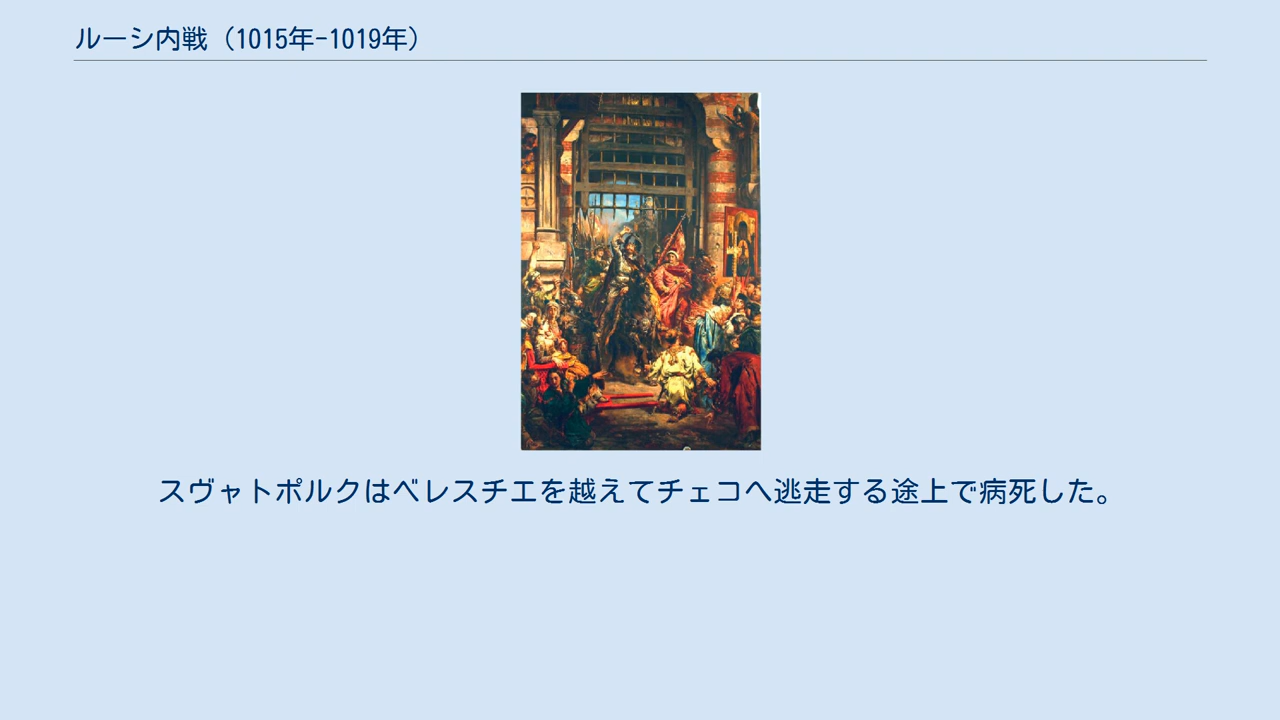 ルーシ内戦（1015年-1019年）
スヴャトポルクはベレスチエを越えてチェコへ逃走する途上で病死した。